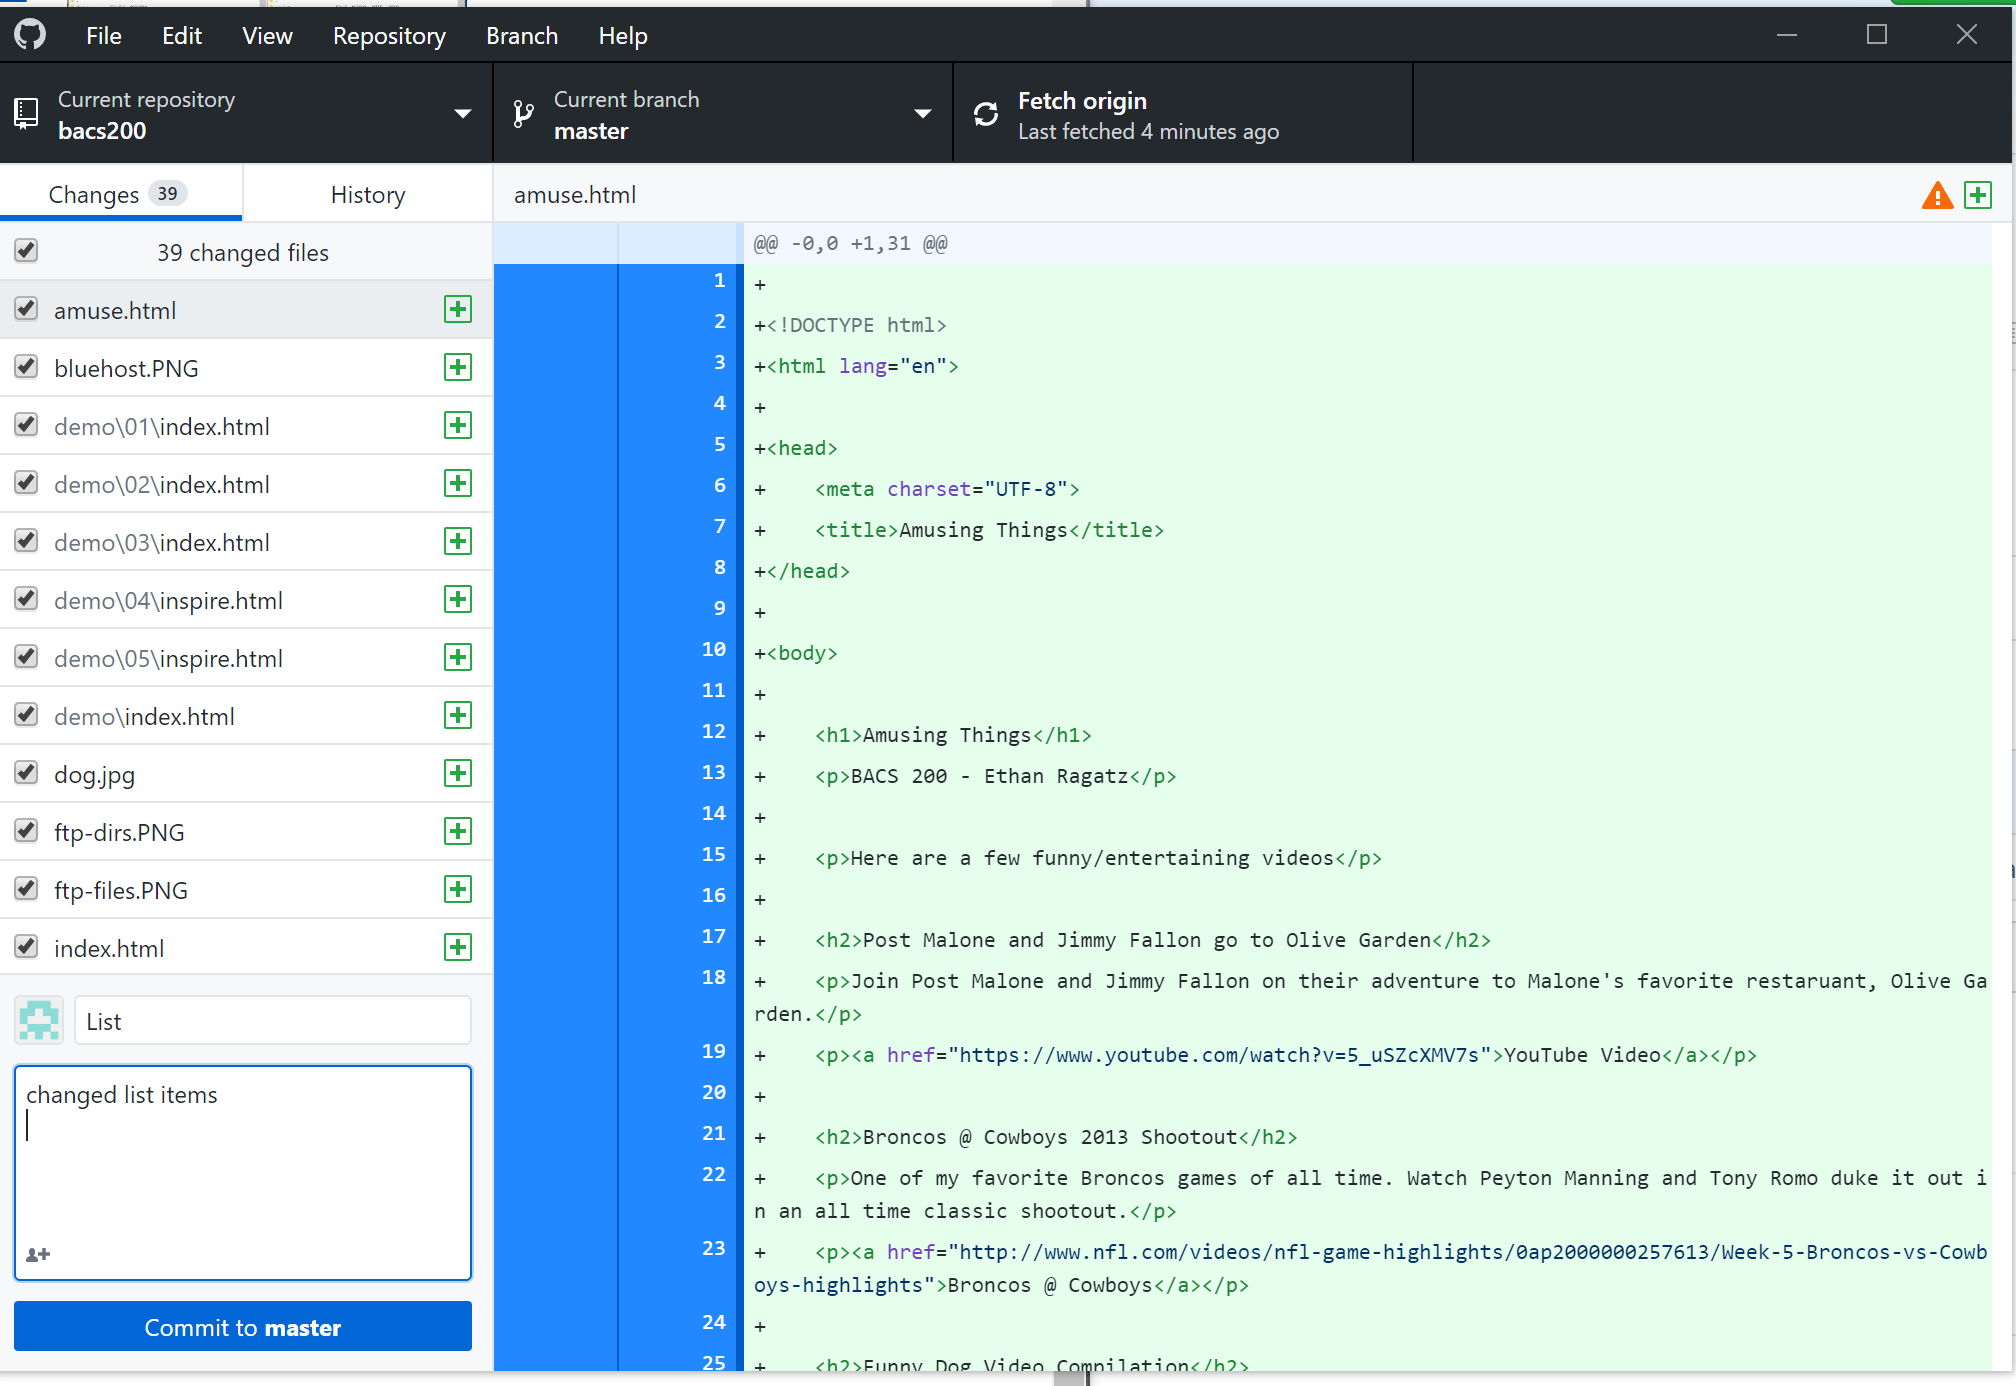 File Edit View Repository Branch Help
Current repository
bacs200
Current branch
master
Fetch origin
Last fetched 4 minutes ago
Changes 39
History
amuse.html
39 changed files
amuse.html
bluehost.PNG
demo\01\index.html
demo\02\index.html
demo\03\index.html
demo\04\inspire.html
demo\05\inspire.html
demo\index.html
dog.jpg
ftp-dirs.PNG
ftp-files.PNG
index.html
List
changed list items
Commit to master
@@ -0,0 +1,31 @@
1 +
2 +<!DOCTYPE html>
3 +<html lang="en">
4 +
5 +<head>
6 +    <meta charset="UTF-8">
7 +    <title>Amusing Things</title>
8 +</head>
9 +
10 +<body>
11 +
12 +    <h1>Amusing Things</h1>
13 +    <p>BACS 200 - Ethan Ragatz</p>
14 +
15 +    <p>Here are a few funny/entertaining videos</p>
16 +
17 +    <h2>Post Malone and Jimmy Fallon go to Olive Garden</h2>
18 +    <p>Join Post Malone and Jimmy Fallon on their adventure to Malone's favorite restaruant, Olive Ga
rden.</p>
19 +    <p><a href="https://www.youtube.com/watch?v=5_uSZcXMV7s">YouTube Video</a></p>
20 +
21 +    <h2>Broncos @ Cowboys 2013 Shootout</h2>
22 +    <p>One of my favorite Broncos games of all time. Watch Peyton Manning and Tony Romo duke it out i
n an all time classic shootout.</p>
23 +    <p><a href="http://www.nfl.com/videos/nfl-game-highlights/0ap2000000257613/Week-5-Broncos-vs-Cowb
oys-highlights">Broncos @ Cowboys</a></p>
24 +
25 +    <h2>Funny Dog Video Compilation</h2>